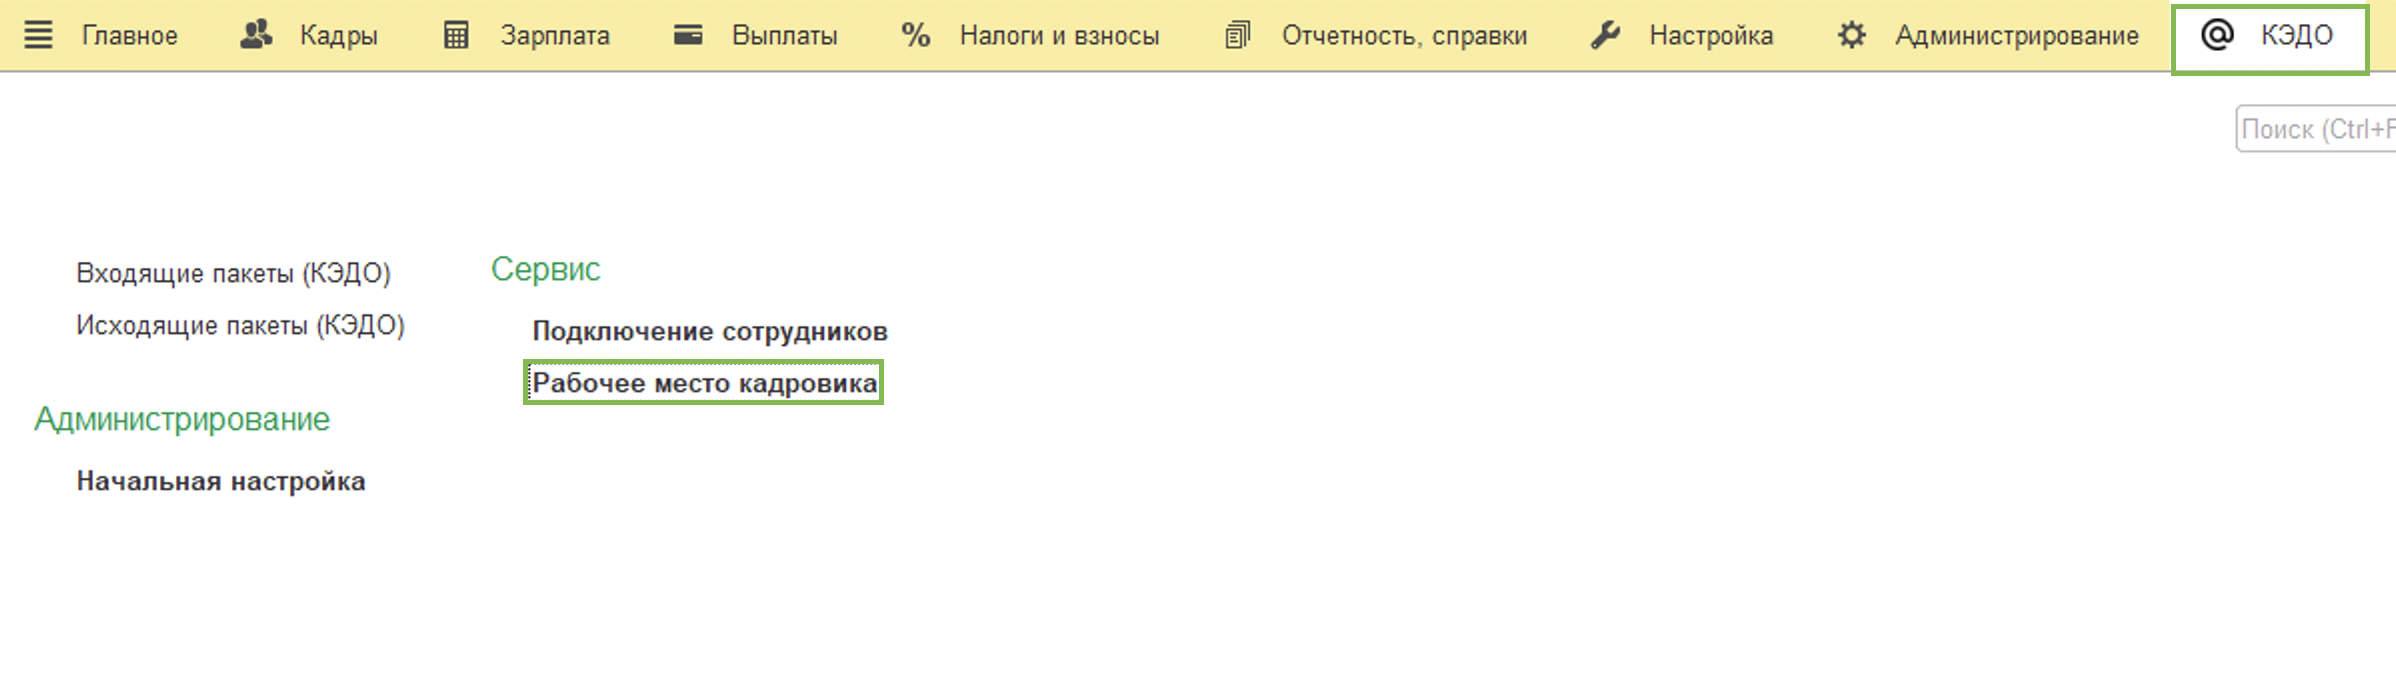 Главное Кадры Зарплата Выплаты % Налоги и взносы Отчетность, справки Настройка Администрирование @ КЭДО
Поиск (Ctrl+F
Входящие пакеты (КЭДО)
Исходящие пакеты (КЭДО)
Администрирование
Начальная настройка
Сервис
Подключение сотрудников
Рабочее место кадровика